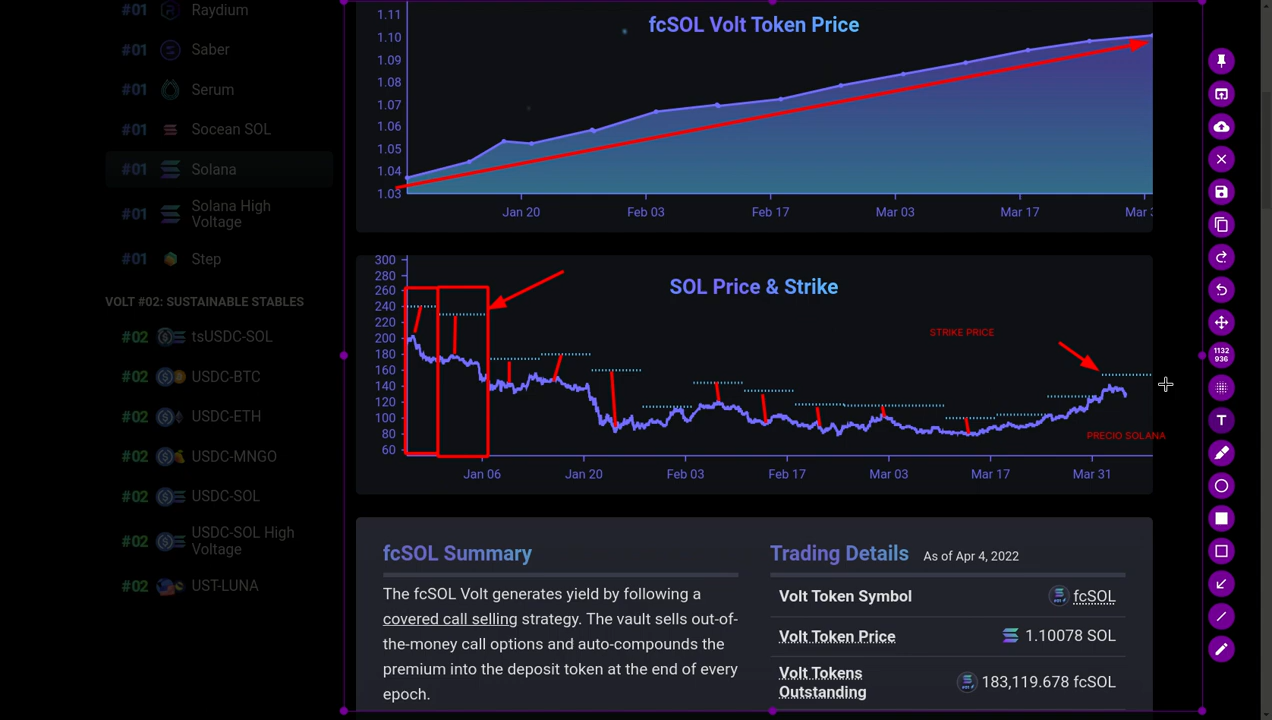 #01 Raydium
#01 Saber
#01 Serum
#01 Socean SOL
#01 Solana
#01 Solana High
Voltage
#01 Step
VOLT #02: SUSTAINABLE STABLES
#02 tsUSDC-SOL
#02 USDC-BTC
#02 USDC-ETH
#02 USDC-MNGO
#02 USDC-SOL
#02 USDC-SOL High
Voltage
#02 UST-LUNA
fcSOL Volt Token Price
1.11
1.10
1.09
1.08
1.07
1.06
1.05
1.04
1.03
Jan 20 Feb 03 Feb 17 Mar 03 Mar 17 Mar
SOL Price & Strike
300
280
260
240
220
200
180
160
140
120
100
80
60
STRIKE PRICE
PRECIO SOLANA
Jan 06 Jan 20 Feb 03 Feb 17 Mar 03 Mar 17 Mar 31
fcSOL Summary
The fcSOL Volt generates yield by following a
covered call selling strategy. The vault sells out-of-
the-money call options and auto-compounds the
premium into the deposit token at the end of every
epoch.
Trading Details As of Apr 4, 2022
Volt Token Symbol fcSOL
Volt Token Price 1.10078 SOL
Volt Tokens
Outstanding 183,119.678 fcSOL
1132
936
T